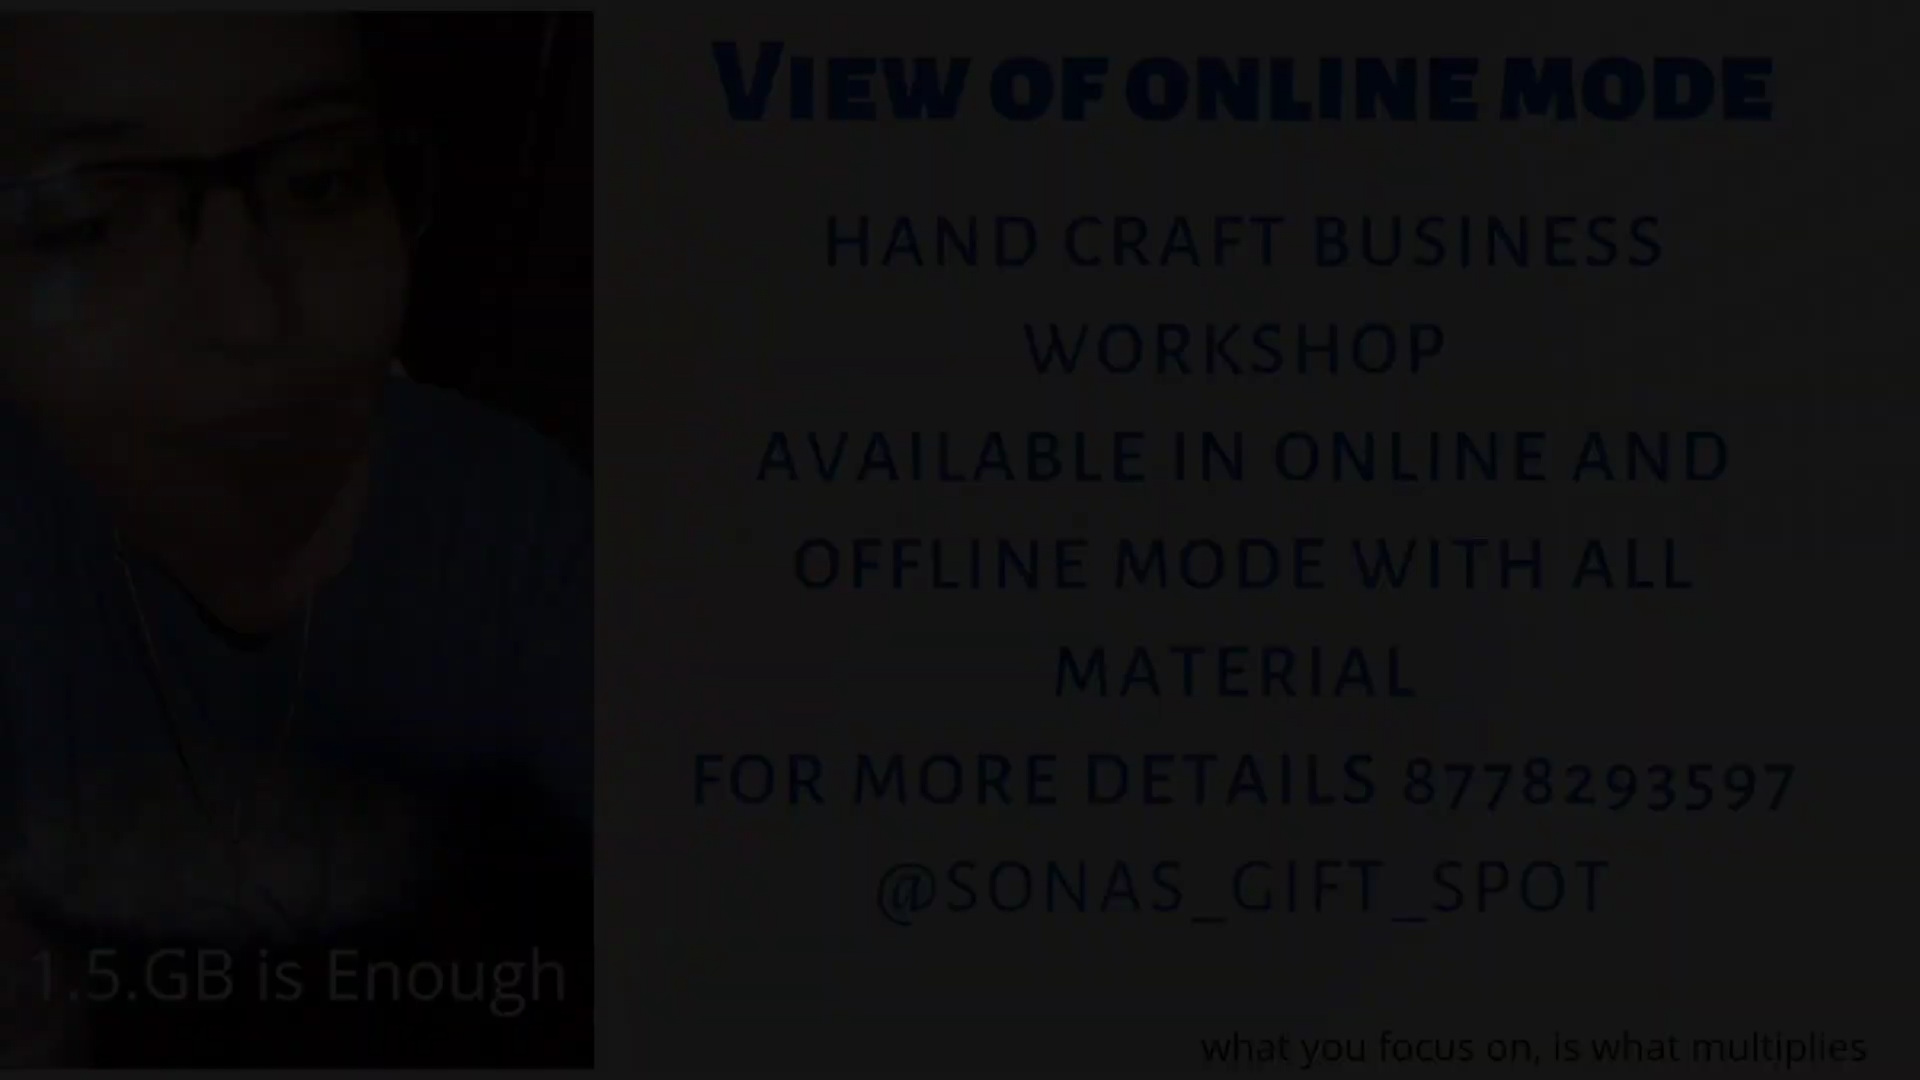 VIEW OF ONLINE MODE
HAND CRAFT BUSINESS
WORKSHOP
AVAILABLE IN ONLINE AND
OFFLINE MODE WITH ALL
MATERIAL
FOR MORE DETAILS 8778293597
@SONAS_GIFT_SPOT
1.5.GB is Enough
what you focus on, is what multiplies